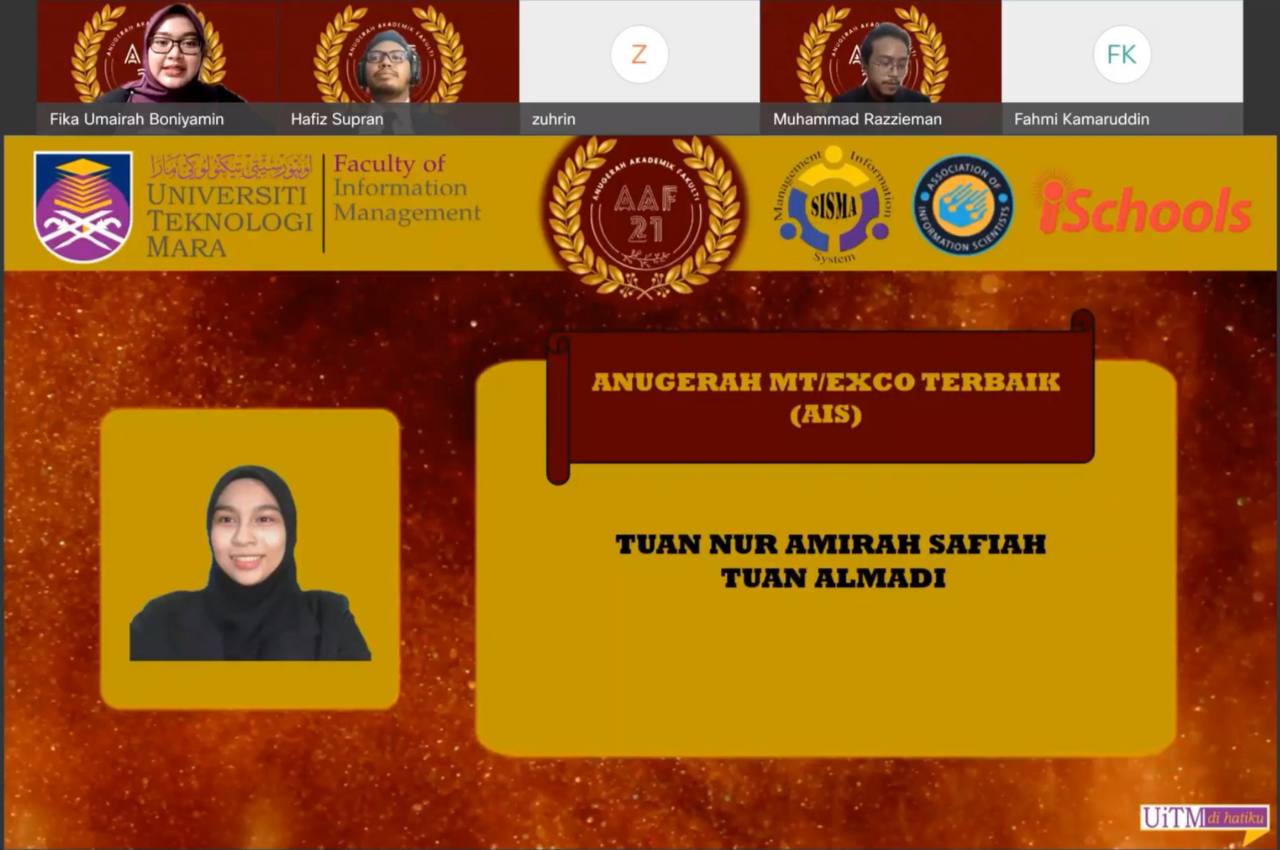 Fika Umairah Boniyamin
Hafiz Supran
Z
zuhrin
Muhammad Razzieman
FK
Fahmi Kamaruddin
اونيۏرسيتي تيكنولوݢي مارا
UNIVERSITI
TEKNOLOGI
MARA
Faculty of
Information
Management
ANUGERAH AKADEMIK FAKULTI
AAF
21
Management Information
SISMA
System
ASSOCIATION OF
INFORMATION SCIENTISTS
iSchools
ANUGERAH MT/EXCO TERBAIK
(AIS)
TUAN NUR AMIRAH SAFIAH
TUAN ALMADI
UiTM di hatiku